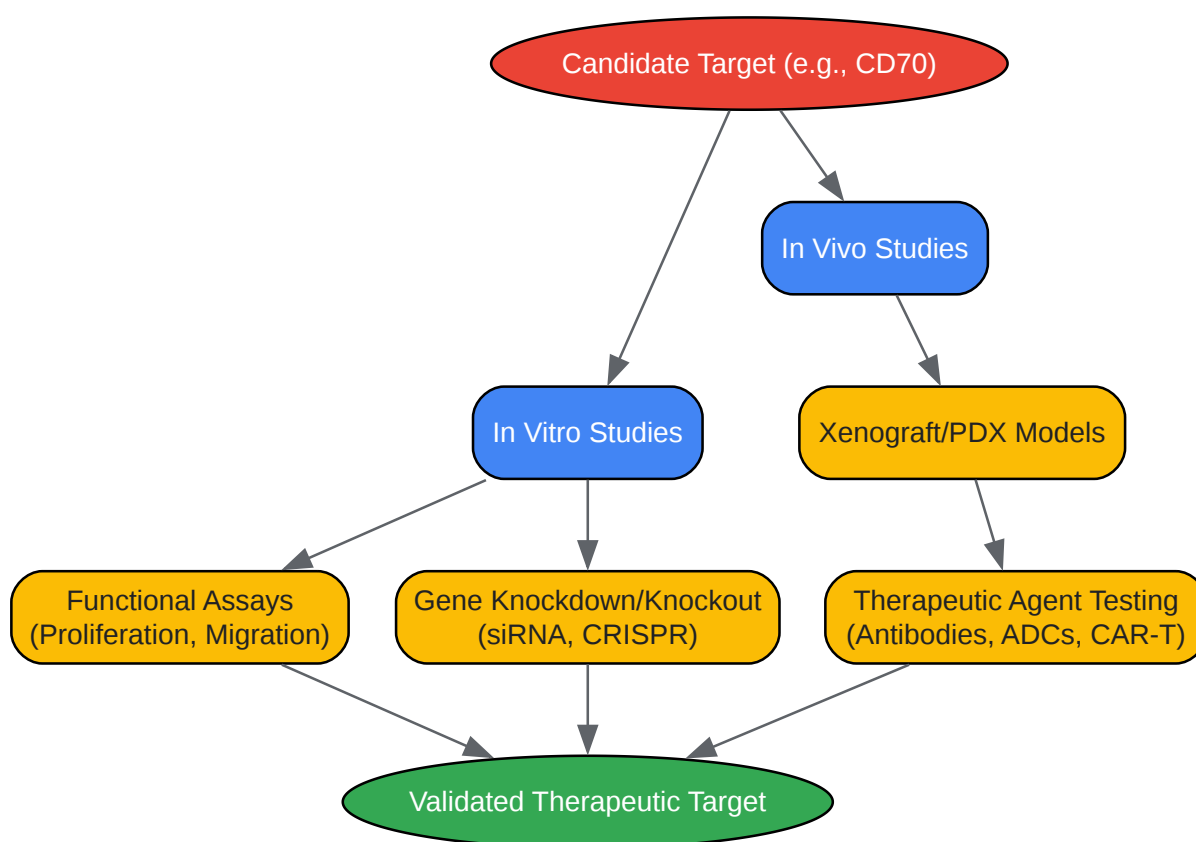 Candidate Target (e.g., CD70)
In Vivo Studies
In Vitro Studies
Xenograft/PDX Models
Functional Assays
(Proliferation, Migration)
Gene Knockdown/Knockout
(siRNA, CRISPR)
Therapeutic Agent Testing
(Antibodies, ADCs, CAR-T)
Validated Therapeutic Target